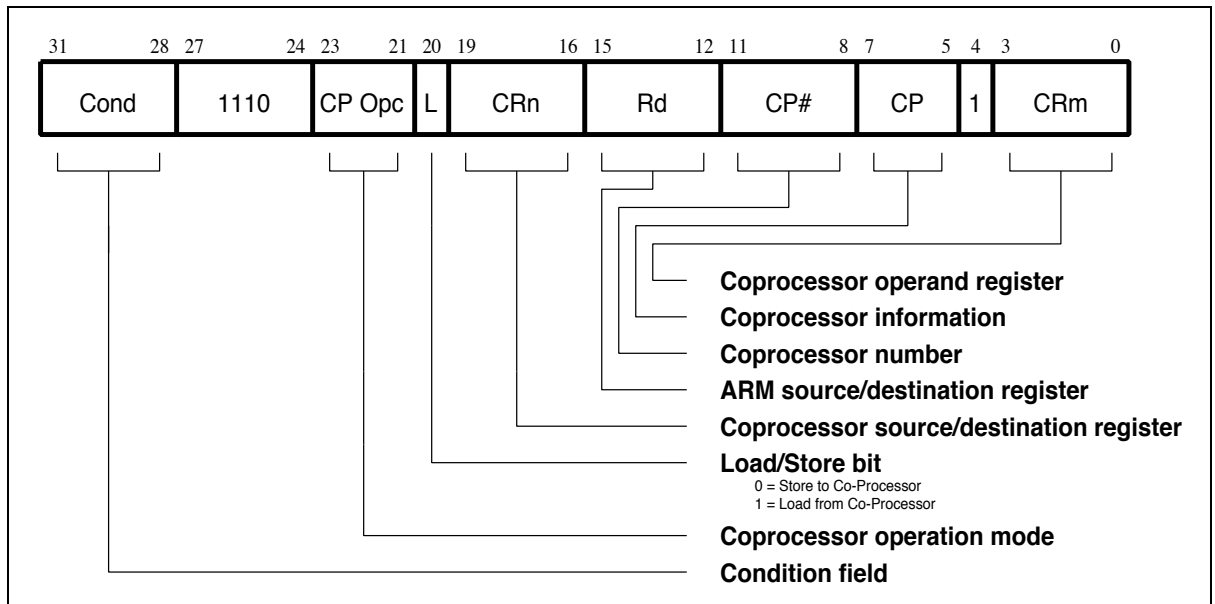 31 28 27 24 23 21 20 19 16 15 12 11 8 7 5 4 3 0
Cond 1110 CP Opc L CRn Rd CP# CP 1 CRm
Coprocessor operand register
Coprocessor information
Coprocessor number
ARM source/destination register
Coprocessor source/destination register
Load/Store bit
0 = Store to Co-Processor
1 = Load from Co-Processor
Coprocessor operation mode
Condition field